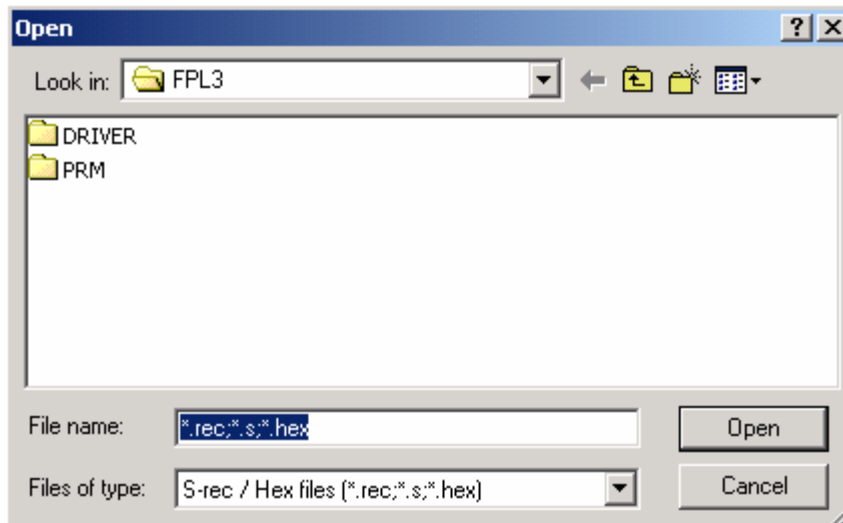 Open
Look in: FPL3
DRIVER
PRM
File name: *.rec;*.s;*.hex Open
Files of type: S-rec / Hex files (*.rec;*.s;*.hex) Cancel